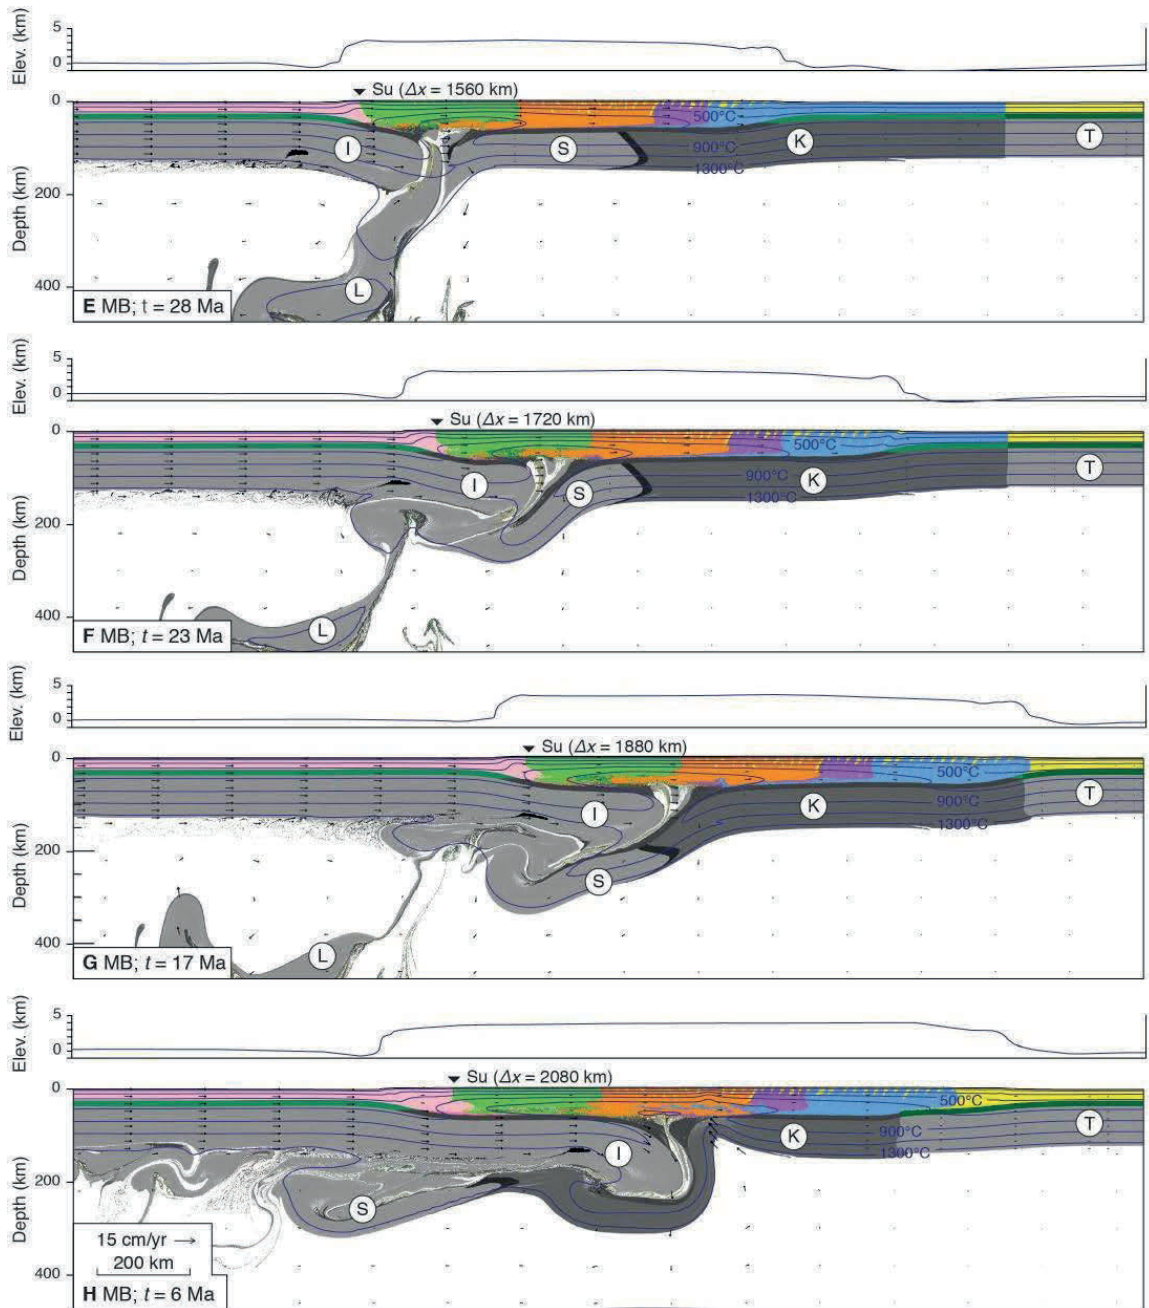 Elev. (km)
5
0
Su (Δx = 1560 km)
Depth (km)
0
200
400
500°C
900°C
1300°C
I
S
K
T
L
E MB; t = 28 Ma
Elev. (km)
5
0
Su (Δx = 1720 km)
Depth (km)
0
200
400
500°C
900°C
1300°C
I
S
K
T
L
F MB; t = 23 Ma
Elev. (km)
5
0
Su (Δx = 1880 km)
Depth (km)
0
200
400
500°C
900°C
1300°C
I
S
K
T
L
G MB; t = 17 Ma
Elev. (km)
5
0
Su (Δx = 2080 km)
Depth (km)
0
200
400
500°C
900°C
1300°C
I
S
K
T
15 cm/yr
200 km
H MB; t = 6 Ma